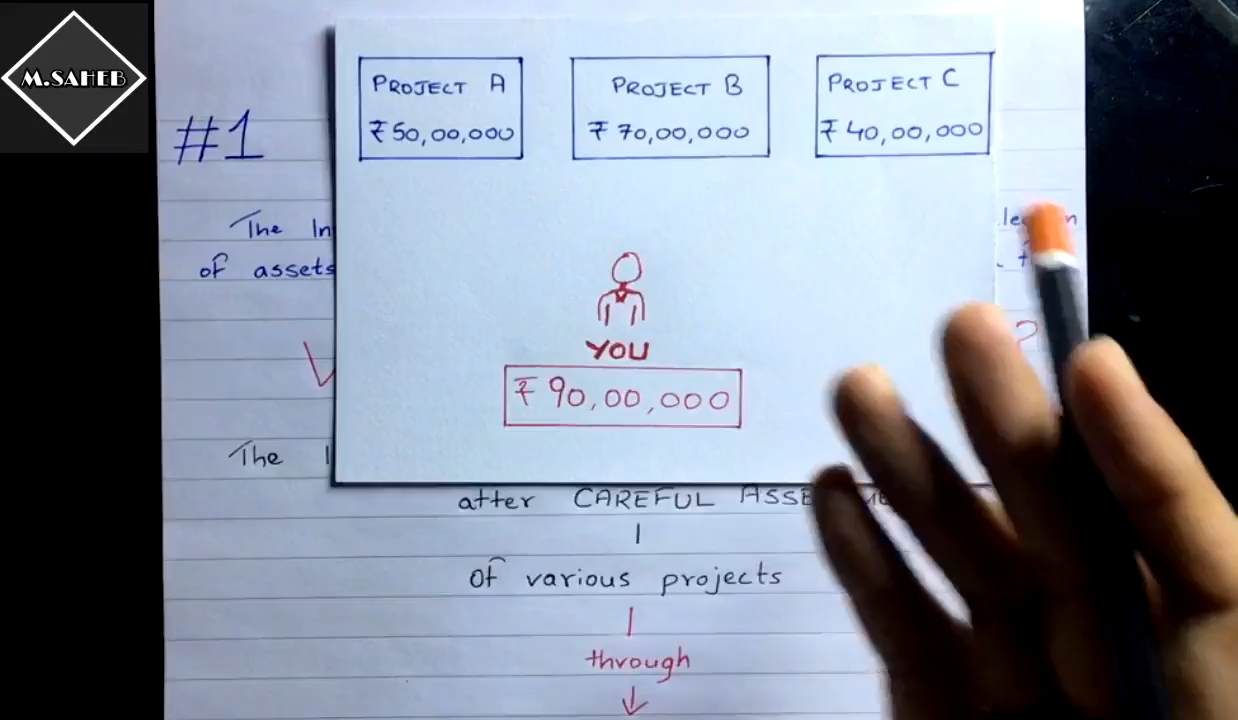 M.SAHEB
PROJECT A
₹50,00,000
PROJECT B
₹ 70,00,000
PROJECT C
₹ 40,00,000
#1
The In
of assets
YOU
₹ 90,00,000
?
The I
after CAREFUL
of various projects
through